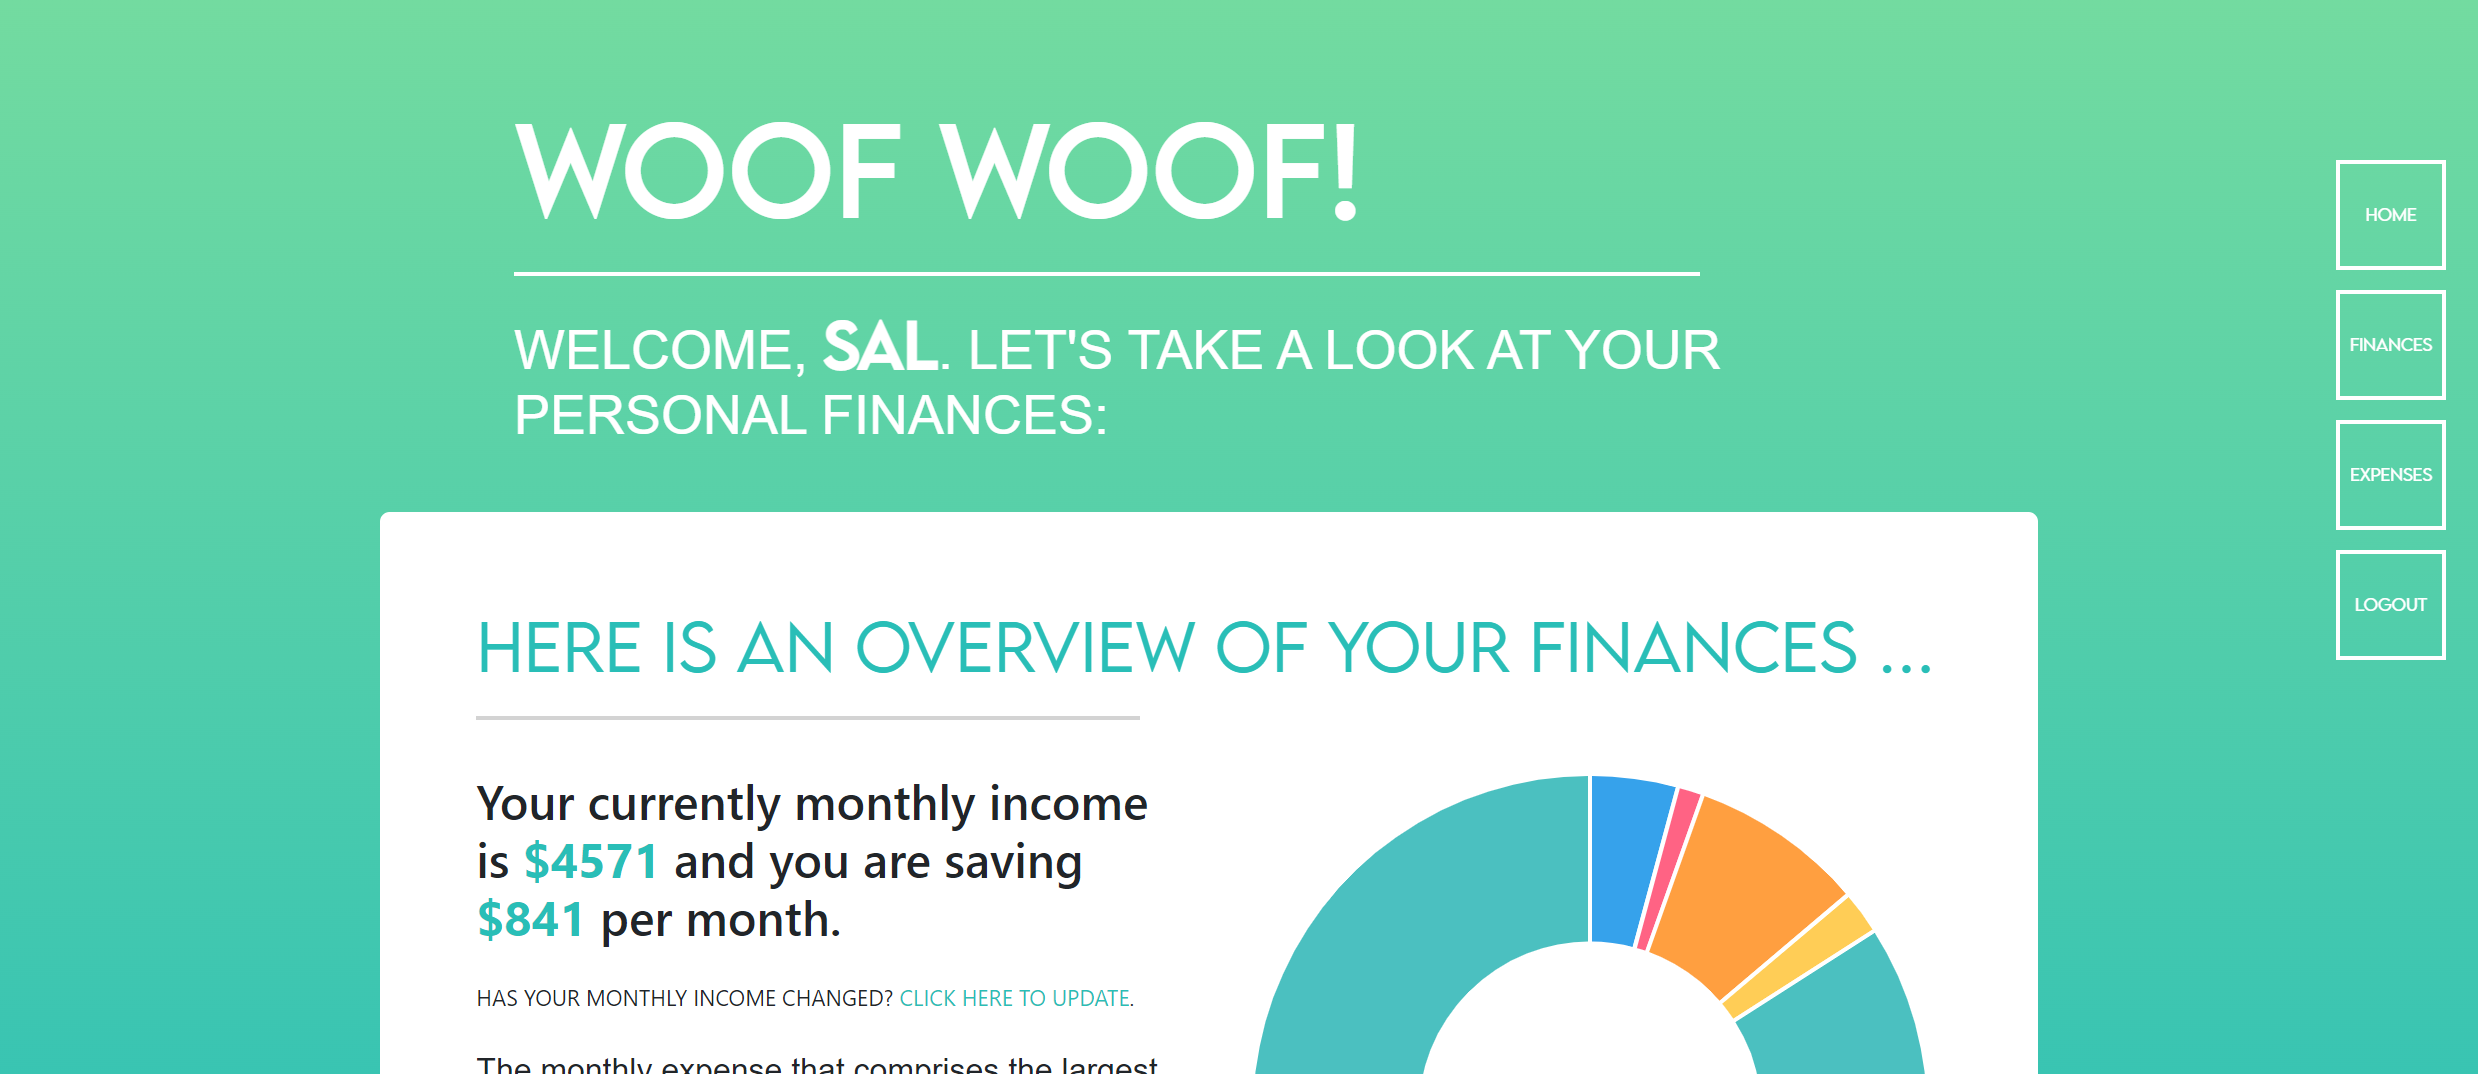 WOOF WOOF!
WELCOME, SAL. LET'S TAKE A LOOK AT YOUR
PERSONAL FINANCES:
HOME
FINANCES
EXPENSES
LOGOUT
HERE IS AN OVERVIEW OF YOUR FINANCES ...
Your currently monthly income
is $4571 and you are saving
$841 per month.
HAS YOUR MONTHLY INCOME CHANGED? CLICK HERE TO UPDATE.
The monthly expense that comprises the largest